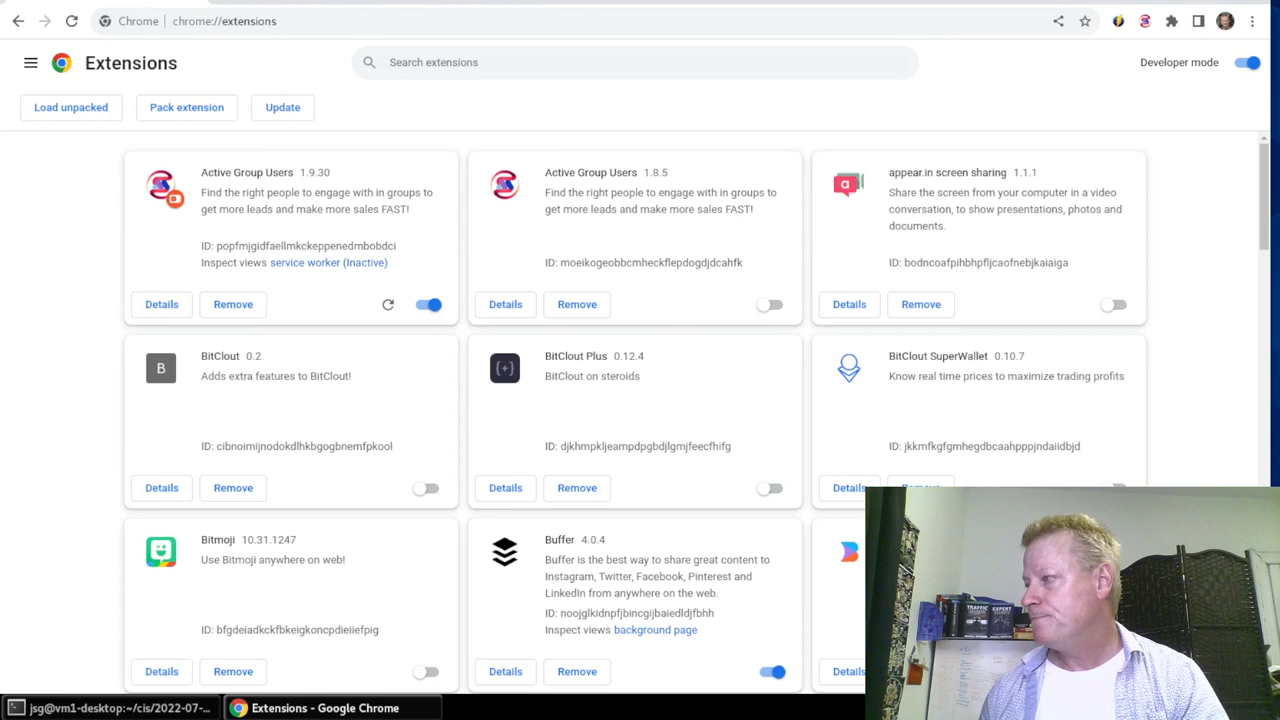 Chrome
chrome://extensions
Extensions
Search extensions
Developer mode
Load unpacked
Pack extension
Update
Active Group Users 1.9.30
Find the right people to engage with in groups to
get more leads and make more sales FAST!
ID: popfmjgidfaellmkckeppenedmbobdci
Inspect views service worker (Inactive)
Details
Remove
Active Group Users 1.8.5
Find the right people to engage with in groups to
get more leads and make more sales FAST!
ID: moeikogeobbcmheckflepdogdjdcahfk
Details
Remove
a
appear.in screen sharing 1.1.1
Share the screen from your computer in a video
conversation, to show presentations, photos and
documents.
ID: bodncoafpihbhpfljcaofnebjkaiaiga
Details
Remove
B
BitClout 0.2
Adds extra features to BitClout!
ID: cibnoimijnodokdlhkbgogbnemfpkool
Details
Remove
{+}
BitClout Plus 0.12.4
BitClout on steroids
ID: djkhmpkljeampdpgbdjlgmjfeecfhifg
Details
Remove
BitClout SuperWallet 0.10.7
Know real time prices to maximize trading profits
ID: jkkmfkgfgmhegdbcaahpppjndaiidbjd
Details
Bitmoji 10.31.1247
Use Bitmoji anywhere on web!
ID: bfgdeiadkckfbkeigkoncpdieiiefpig
Details
Remove
Buffer 4.0.4
Buffer is the best way to share great content to
Instagram, Twitter, Facebook, Pinterest and
LinkedIn from anywhere on the web.
ID: noojglkidnpfjbincgijbaiedldjfbhh
Inspect views background page
Details
Remove
Details
TRAFFIC
EXPERT
jsg@vm1-desktop:~/cis/2022-07-...
Extensions - Google Chrome